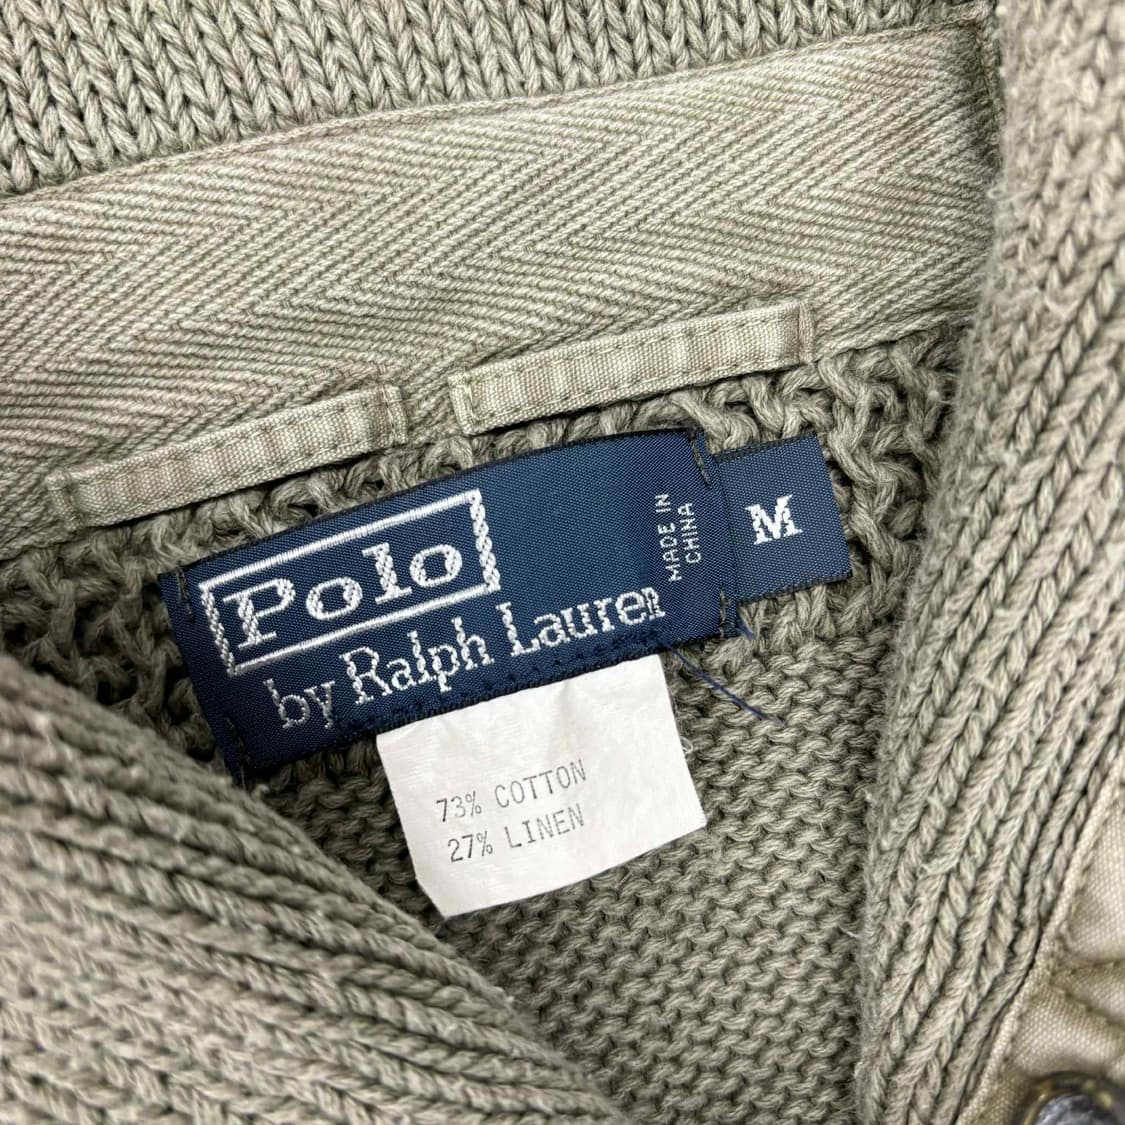 Polo
by Ralph Lauren
MADE IN
CHINA
M
73% COTTON
27% LINEN